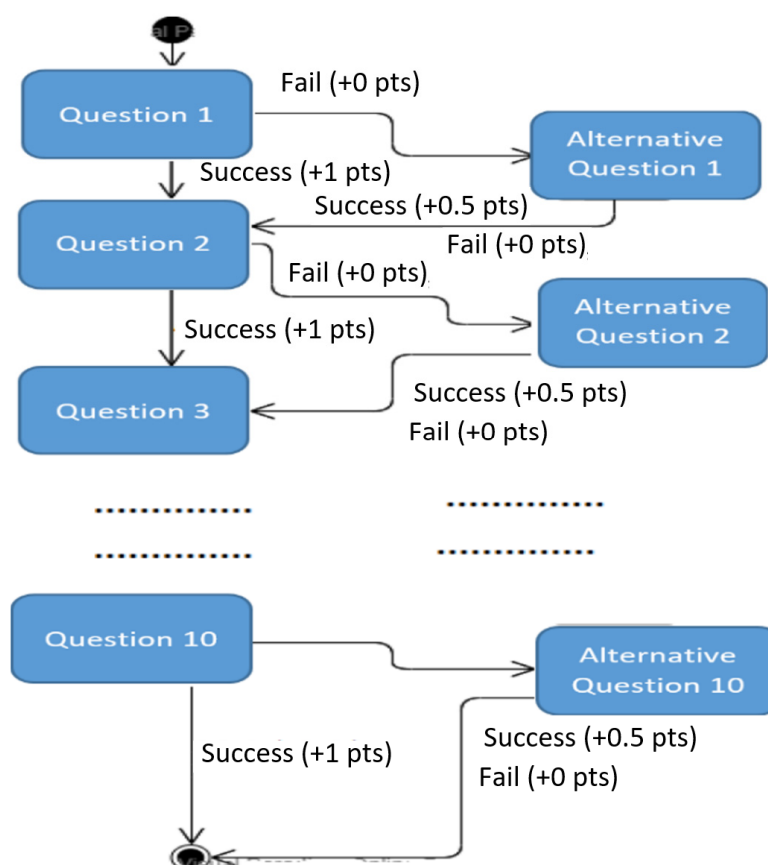 Fail (+0 pts)
Question 1
Alternative
Question 1
Success (+1 pts)
Success (+0.5 pts)
Question 2
Fail (+0 pts)
Fail (+0 pts)
Alternative
Question 2
Success (+1 pts)
Question 3
Success (+0.5 pts)
Fail (+0 pts)
Question 10
Alternative
Question 10
Success (+1 pts)
Success (+0.5 pts)
Fail (+0 pts)